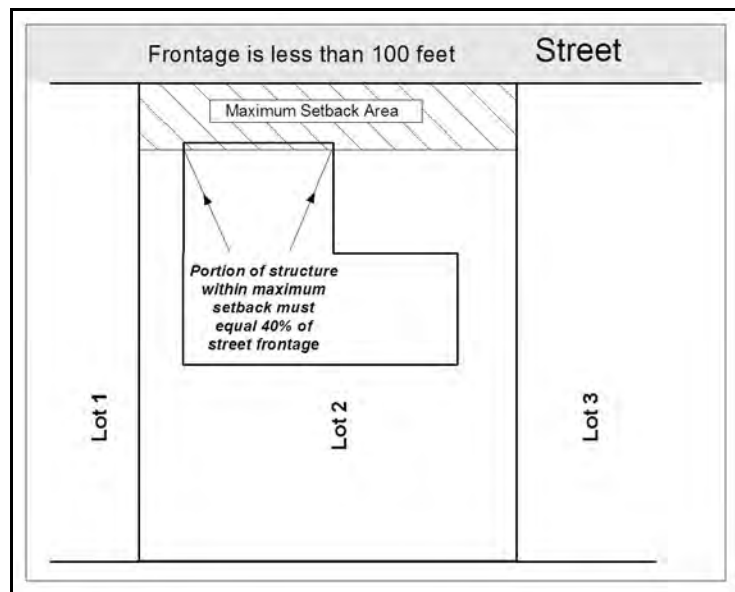 Frontage is less than 100 feet
Street
Maximum Setback Area
Portion of structure
within maximum
setback must
equal 40% of
street frontage
Lot 1
Lot 2
Lot 3